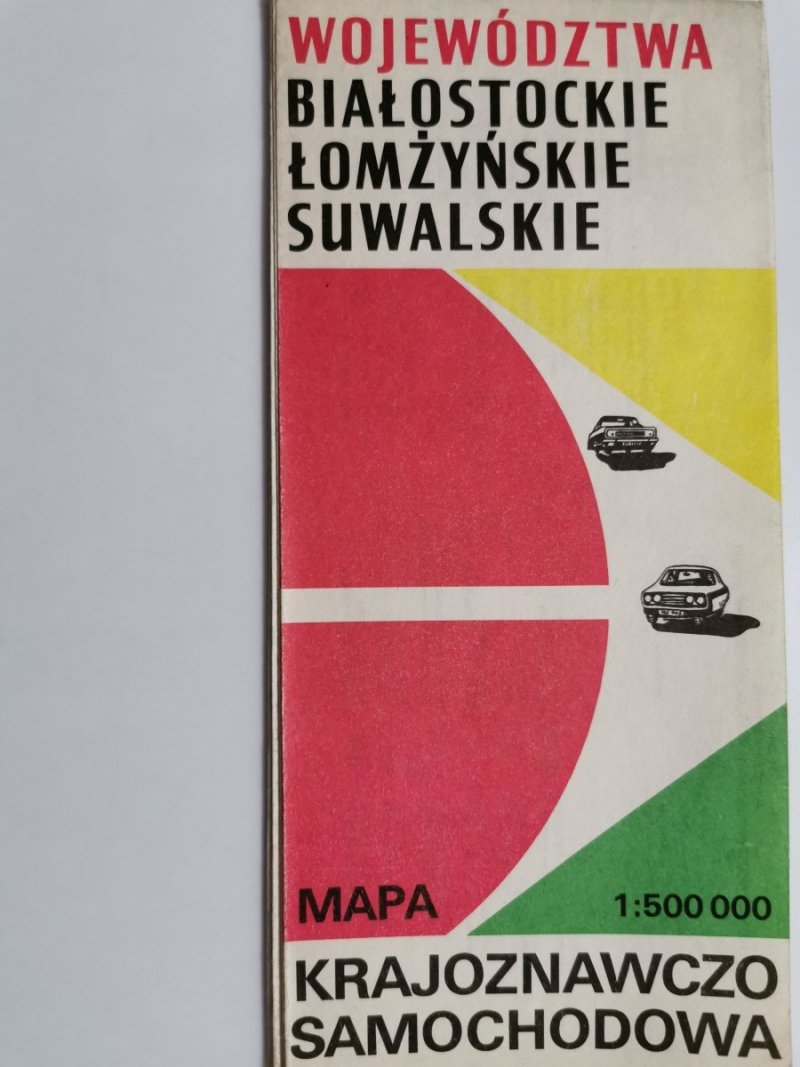 WOJEWÓDZTWA
BIAŁOSTOCKIE
ŁOMŻYŃSKIE
SUWALSKIE
MAPA 1:500 000
KRAJOZNAWCZO
SAMOCHODOWA